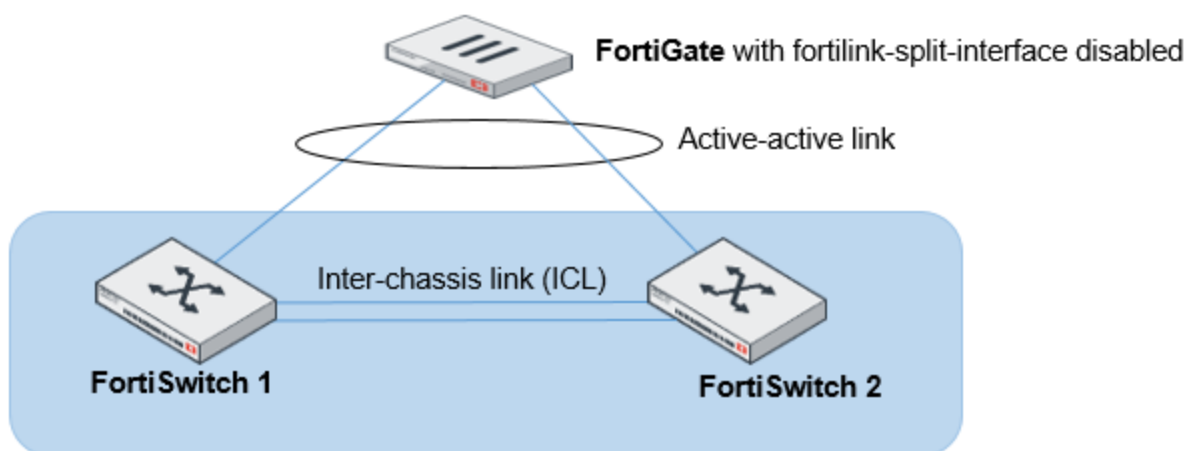 FortiGate with fortilink-split-interface disabled
Active-active link
Inter-chassis link (ICL)
FortiSwitch 1
FortiSwitch 2